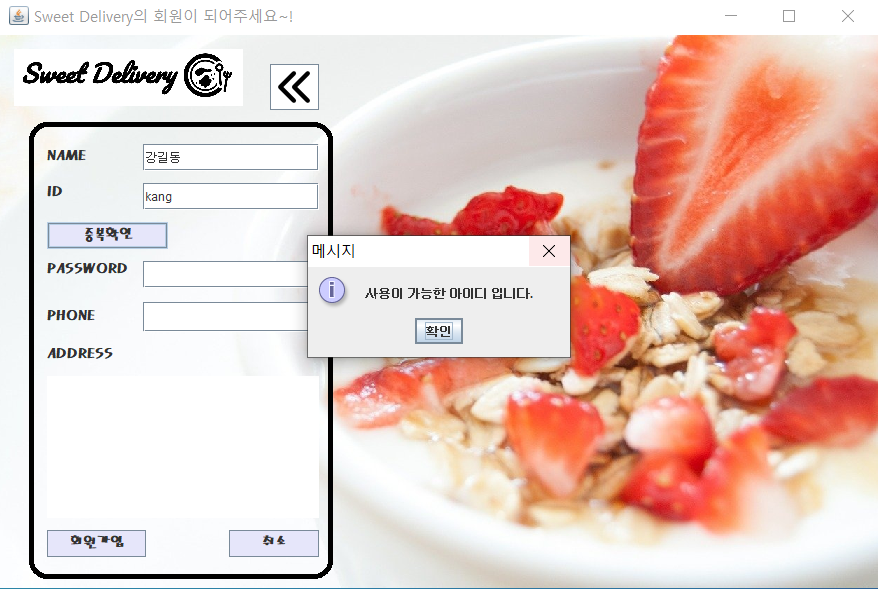 Sweet Delivery의 회원이 되어주세요~!
Sweet Delivery
NAME
강길동
ID
kang
중복확인
PASSWORD
PHONE
ADDRESS
회원가입
취소
메시지
사용이 가능한 아이디 입니다.
확인